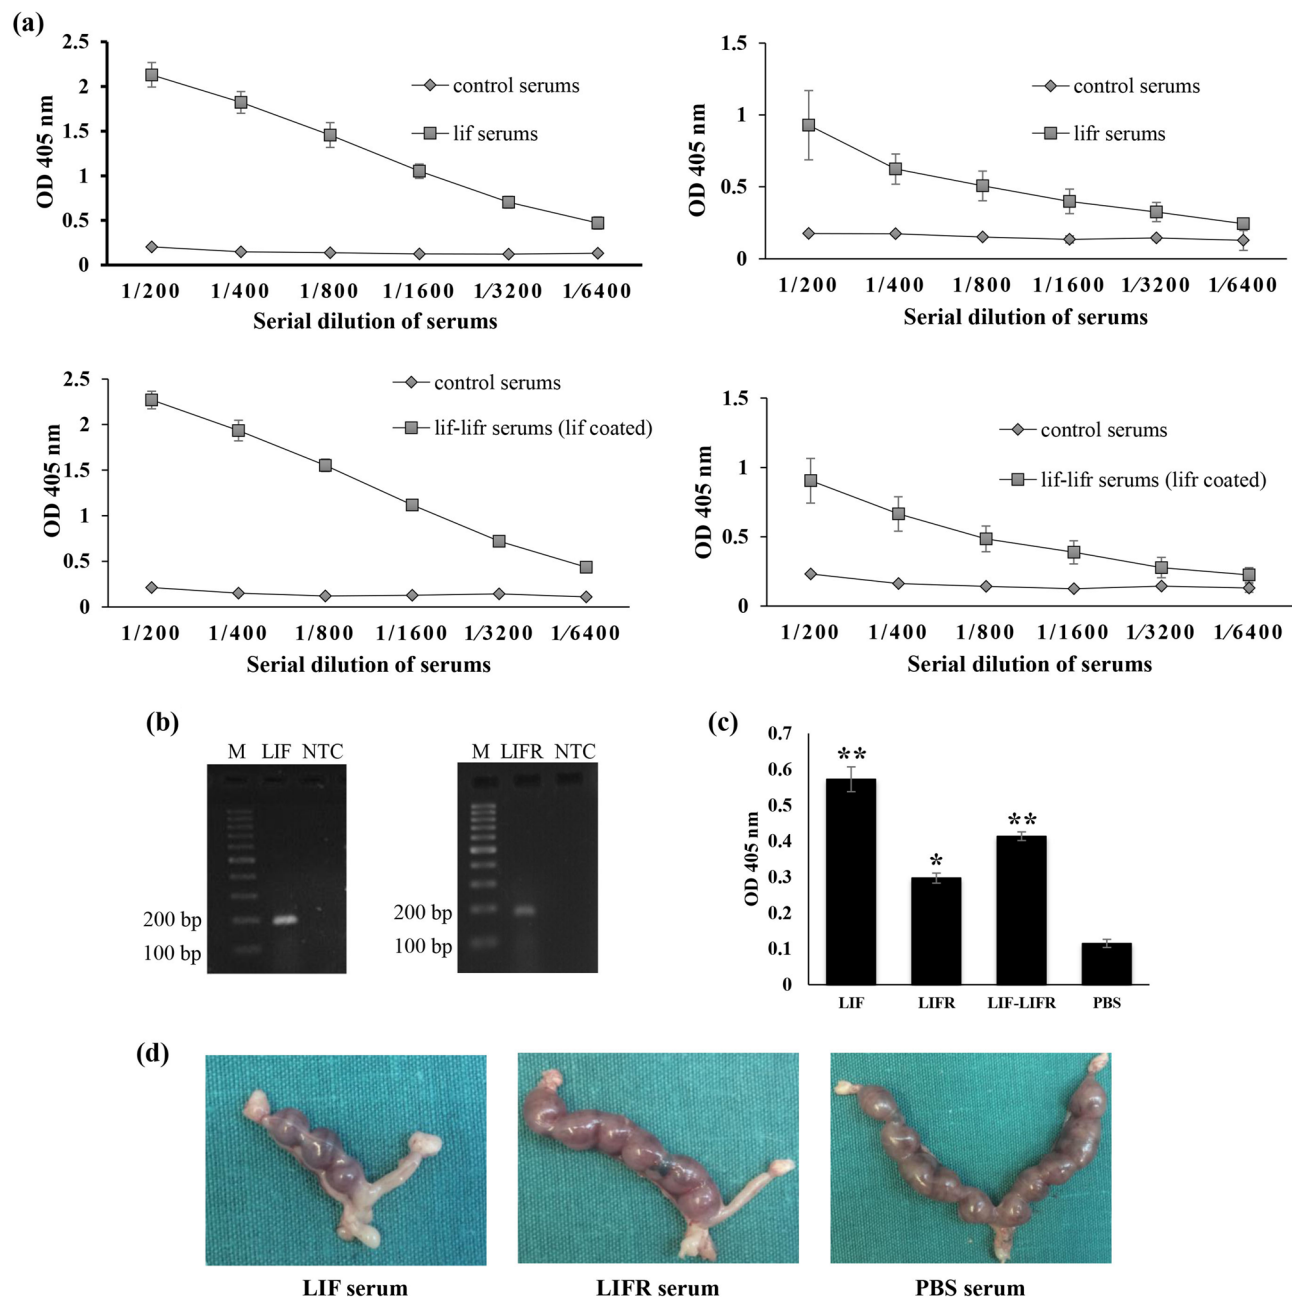 (a)
2.5
2
1.5
1
0.5
0
OD 405 nm
control serums
lif serums
1/200 1/400 1/800 1/1600 1/3200 1/6400
Serial dilution of serums
1.5
1
0.5
0
OD 405 nm
control serums
lifr serums
1/200 1/400 1/800 1/1600 1/3200 1/6400
Serial dilution of serums
2.5
2
1.5
1
0.5
0
OD 405 nm
control serums
lif-lifr serums (lif coated)
1/200 1/400 1/800 1/1600 1/3200 1/6400
Serial dilution of serums
1.5
1
0.5
0
OD 405 nm
control serums
lif-lifr serums (lifr coated)
1/200 1/400 1/800 1/1600 1/3200 1/6400
Serial dilution of serums
(b)
M LIF NTC
200 bp
100 bp
M LIFR NTC
200 bp
100 bp
(c)
0.7
0.6
0.5
0.4
0.3
0.2
0.1
0
OD 405 nm
**
*
**
LIF LIFR LIF-LIFR PBS
(d)
LIF serum LIFR serum PBS serum